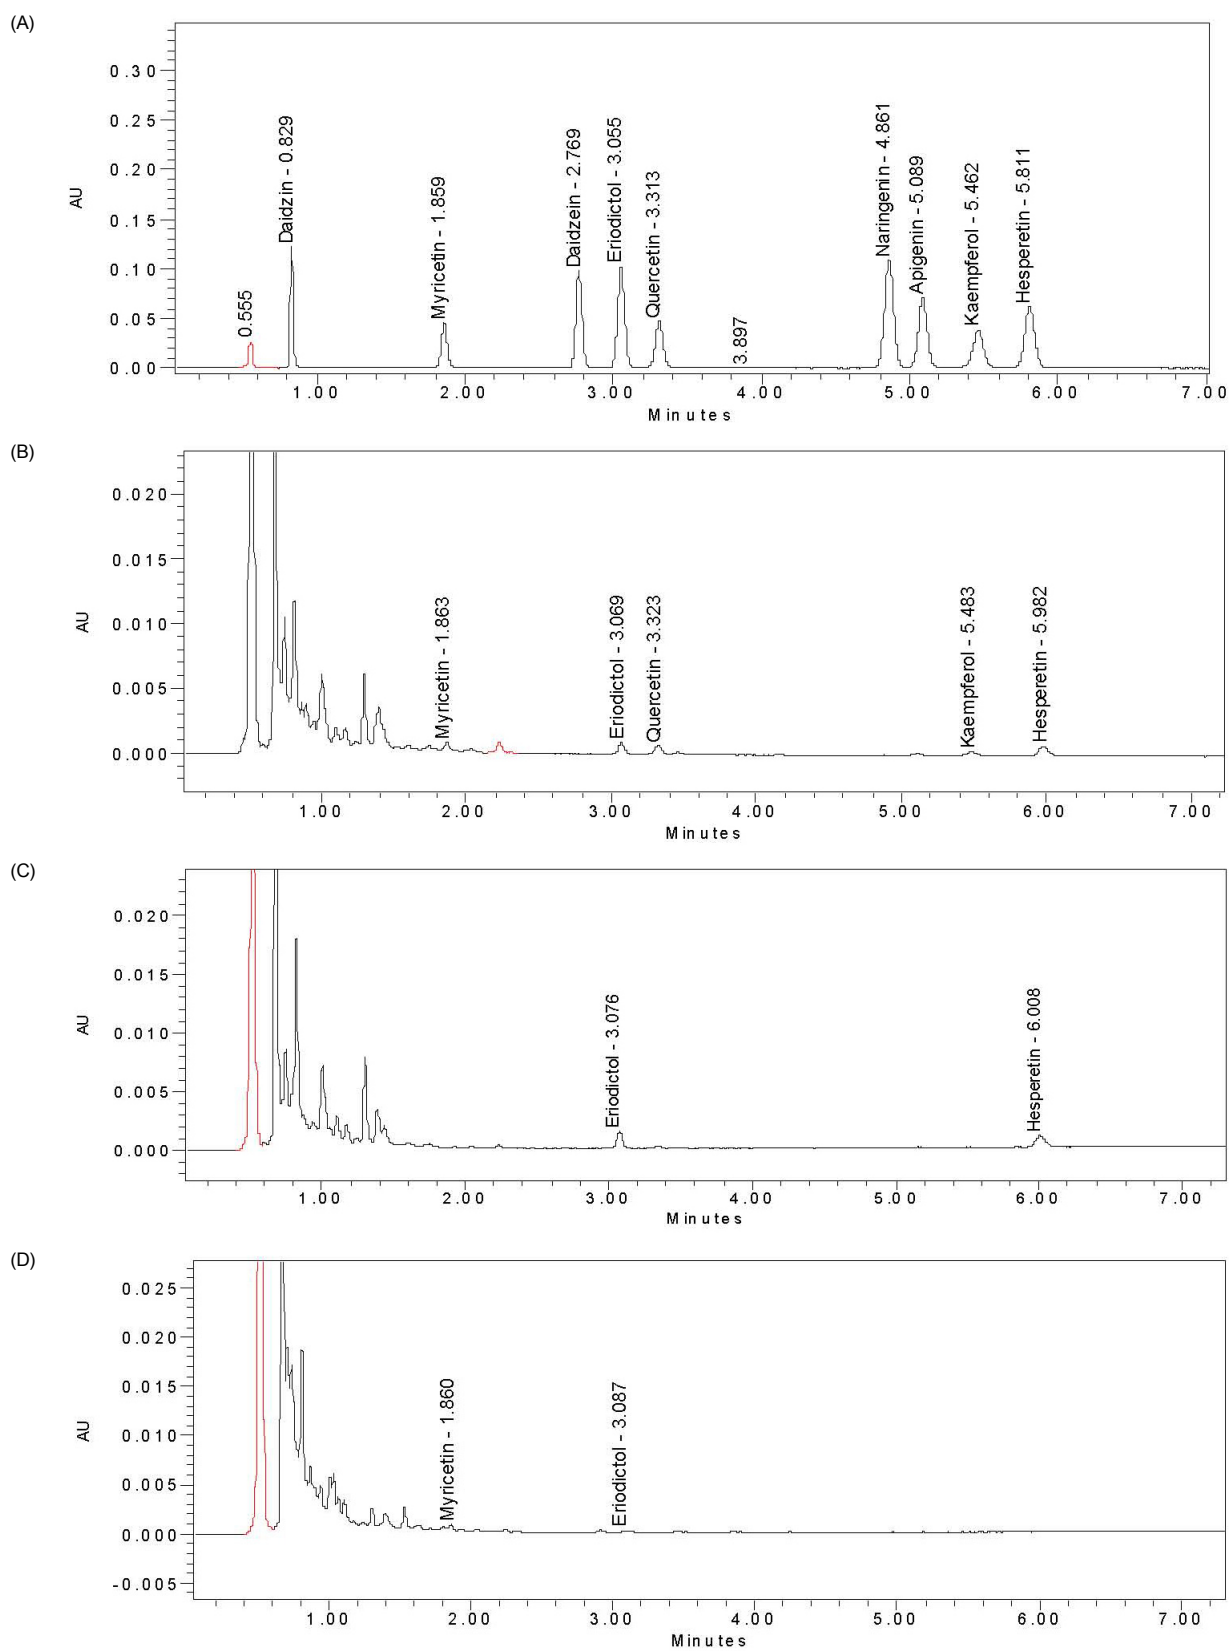 (A)
0.30
0.25
0.20
0.15
0.10
0.05
0.00
AU
0.555
Daidzin - 0.829
Myricetin - 1.859
Daidzein - 2.769
Eriodictol - 3.055
Quercetin - 3.313
3.897
Naringenin - 4.861
Apigenin - 5.089
Kaempferol - 5.462
Hesperetin - 5.811
1.00 2.00 3.00 4.00 5.00 6.00 7.00
Minutes
(B)
0.020
0.015
0.010
0.005
0.000
AU
Myricetin - 1.863
Eriodictol - 3.069
Quercetin - 3.323
Kaempferol - 5.483
Hesperetin - 5.982
1.00 2.00 3.00 4.00 5.00 6.00 7.00
Minutes
(C)
0.020
0.015
0.010
0.005
0.000
AU
Eriodictol - 3.076
Hesperetin - 6.008
1.00 2.00 3.00 4.00 5.00 6.00 7.00
Minutes
(D)
0.025
0.020
0.015
0.010
0.005
0.000
-0.005
AU
Myricetin - 1.860
Eriodictol - 3.087
1.00 2.00 3.00 4.00 5.00 6.00 7.00
Minutes